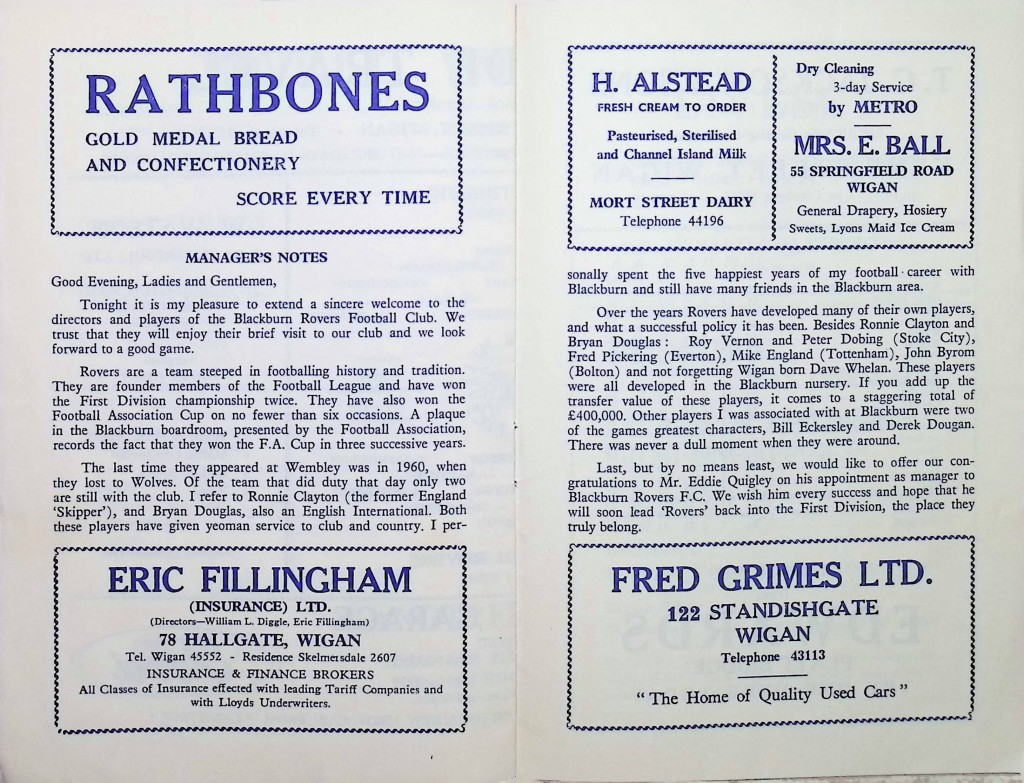 RATHBONES
GOLD MEDAL BREAD
AND CONFECTIONERY
SCORE EVERY TIME
MANAGER'S NOTES
Good Evening, Ladies and Gentlemen,
Tonight it is my pleasure to extend a sincere welcome to the
directors and players of the Blackburn Rovers Football Club. We
trust that they will enjoy their brief visit to our club and we look
forward to a good game.
Rovers are a team steeped in footballing history and tradition.
They are founder members of the Football League and have won
the First Division championship twice. They have also won the
Football Association Cup on no fewer than six occasions. A plaque
in the Blackburn boardroom, presented by the Football Association,
records the fact that they won the F.A. Cup in three successive years.
The last time they appeared at Wembley was in 1960, when
they lost to Wolves. Of the team that did duty that day only two
are still with the club. I refer to Ronnie Clayton (the former England
'Skipper'), and Bryan Douglas, also an English International. Both
these players have given yeoman service to club and country. I per-
ERIC FILLINGHAM
(INSURANCE) LTD.
(Directors—William L. Diggle, Eric Fillingham)
78 HALLGATE, WIGAN
Tel. Wigan 45552 - Residence Skelmersdale 2607
INSURANCE & FINANCE BROKERS
All Classes of Insurance effected with leading Tariff Companies and
with Lloyds Underwriters.
H. ALSTEAD
FRESH CREAM TO ORDER
Pasteurised, Sterilised
and Channel Island Milk
MORT STREET DAIRY
Telephone 44196
Dry Cleaning
3-day Service
by METRO
MRS. E. BALL
55 SPRINGFIELD ROAD
WIGAN
General Drapery, Hosiery
Sweets, Lyons Maid Ice Cream
sonally spent the five happiest years of my football career with
Blackburn and still have many friends in the Blackburn area.
Over the years Rovers have developed many of their own players,
and what a successful policy it has been. Besides Ronnie Clayton and
Bryan Douglas : Roy Vernon and Peter Dobing (Stoke City),
Fred Pickering (Everton), Mike England (Tottenham), John Byrom
(Bolton) and not forgetting Wigan born Dave Whelan. These players
were all developed in the Blackburn nursery. If you add up the
transfer value of these players, it comes to a staggering total of
£400,000. Other players I was associated with at Blackburn were two
of the games greatest characters, Bill Eckersley and Derek Dougan.
There was never a dull moment when they were around.
Last, but by no means least, we would like to offer our con-
gratulations to Mr. Eddie Quigley on his appointment as manager to
Blackburn Rovers F.C. We wish him every success and hope that he
will soon lead 'Rovers' back into the First Division, the place they
truly belong.
FRED GRIMES LTD.
122 STANDISHGATE
WIGAN
Telephone 43113
"The Home of Quality Used Cars"